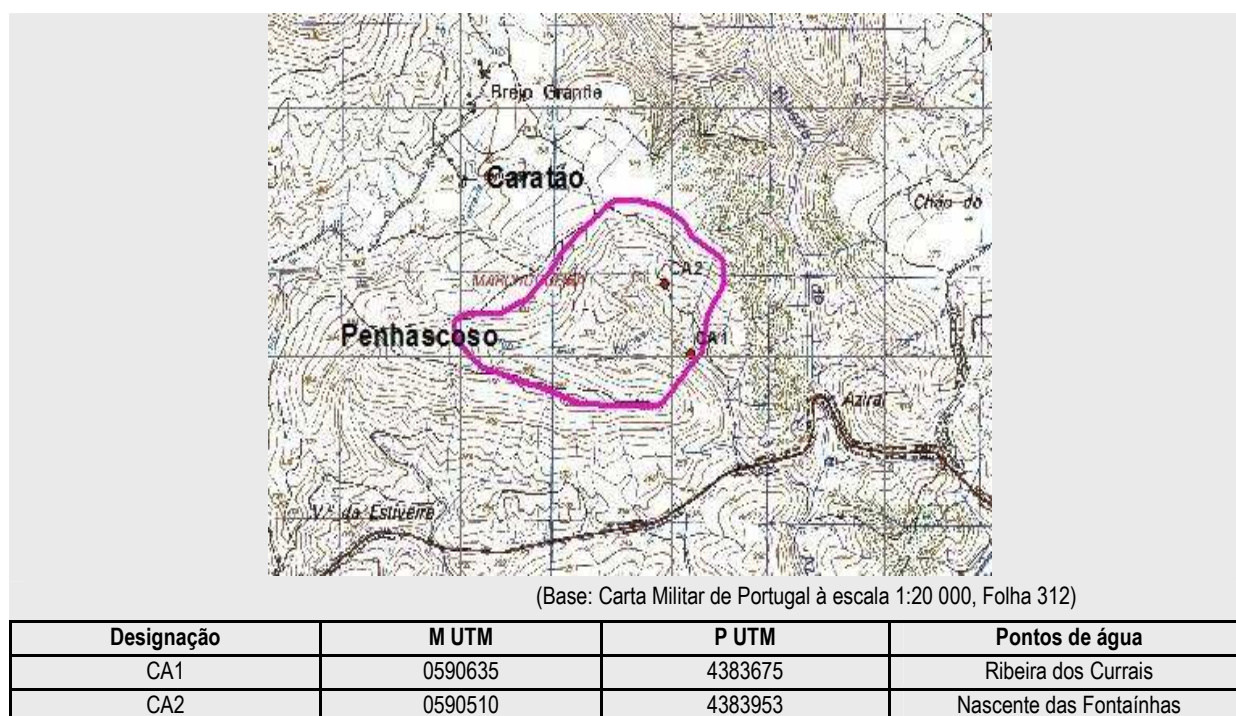 Brejo Grande
Caratão
Chão do
CA2
Penhascoso
CA1
Aziral
V.ª da Estiveira
(Base: Carta Militar de Portugal à escala 1:20 000, Folha 312)
Designação M UTM P UTM Pontos de água
CA1 0590635 4383675 Ribeira dos Currais
CA2 0590510 4383953 Nascente das Fontaínhas